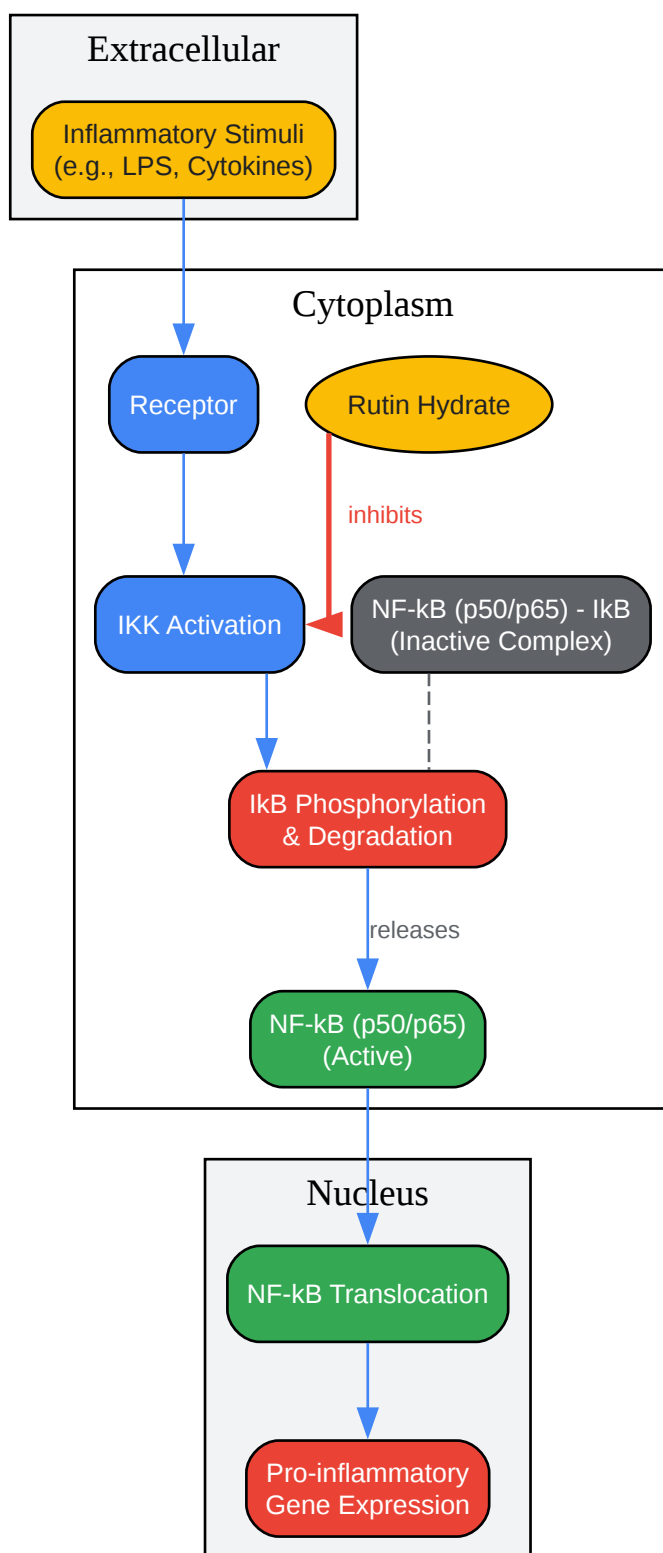 Extracellular
Inflammatory Stimuli
(e.g., LPS, Cytokines)
Cytoplasm
Receptor
Rutin Hydrate
inhibits
IKK Activation
NF-kB (p50/p65) - IkB
(Inactive Complex)
IkB Phosphorylation
& Degradation
releases
NF-kB (p50/p65)
(Active)
Nucleus
NF-kB Translocation
Pro-inflammatory
Gene Expression